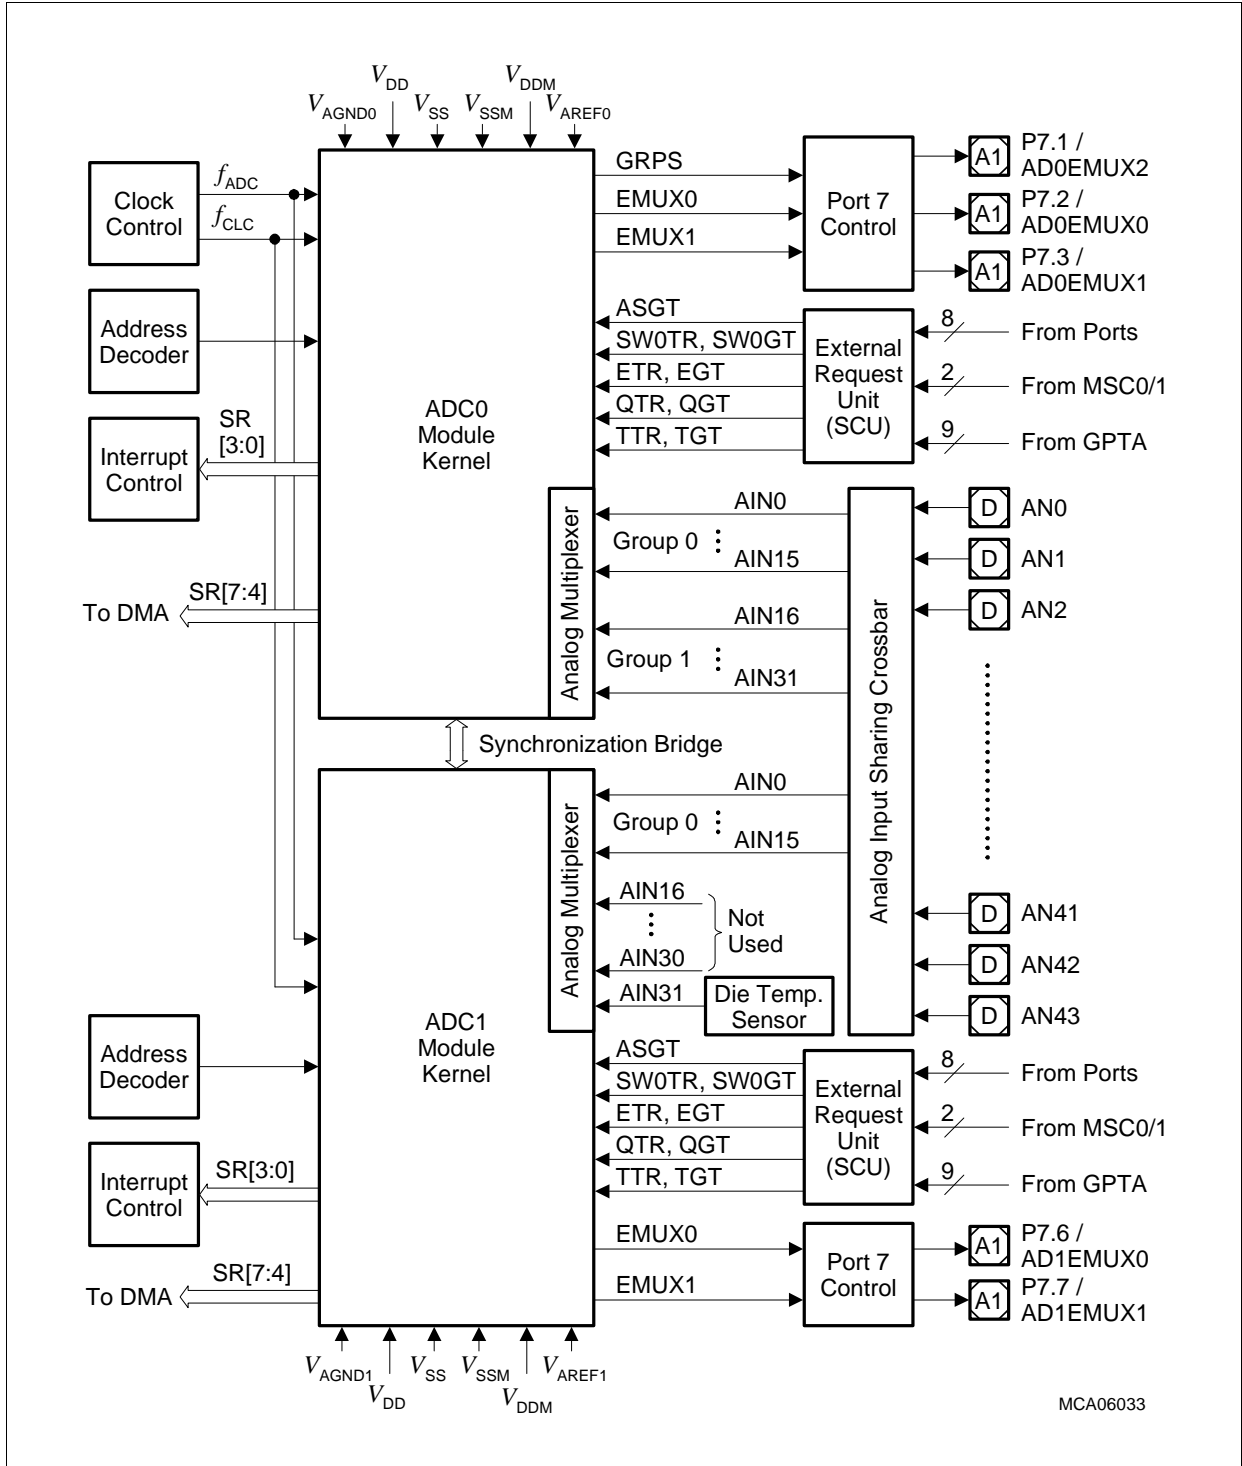 VDD
VDDM
VAGND0
VSS
VSSM
VAREF0
Clock
Control
fADC
fCLC
GRPS
EMUX0
EMUX1
Port 7
Control
A1
P7.1 /
AD0EMUX2
A1
P7.2 /
AD0EMUX0
A1
P7.3 /
AD0EMUX1
Address
Decoder
ADC0
Module
Kernel
ASGT
SW0TR, SW0GT
ETR, EGT
QTR, QGT
TTR, TGT
External
Request
Unit
(SCU)
8
From Ports
2
From MSC0/1
9
From GPTA
Interrupt
Control
SR
[3:0]
To DMA
SR[7:4]
Analog Multiplexer
AIN0
Group 0
AIN15
AIN16
Group 1
AIN31
Analog Input Sharing Crossbar
D
AN0
D
AN1
D
AN2
Synchronization Bridge
Analog Multiplexer
AIN0
Group 0
AIN15
AIN16
Not
Used
AIN30
AIN31
Die Temp.
Sensor
D
AN41
D
AN42
D
AN43
ADC1
Module
Kernel
Address
Decoder
ASGT
SW0TR, SW0GT
ETR, EGT
QTR, QGT
TTR, TGT
External
Request
Unit
(SCU)
8
From Ports
2
From MSC0/1
9
From GPTA
Interrupt
Control
SR[3:0]
To DMA
SR[7:4]
EMUX0
EMUX1
Port 7
Control
A1
P7.6 /
AD1EMUX0
A1
P7.7 /
AD1EMUX1
VAGND1
VSS
VSSM
VAREF1
VDD
VDDM
MCA06033